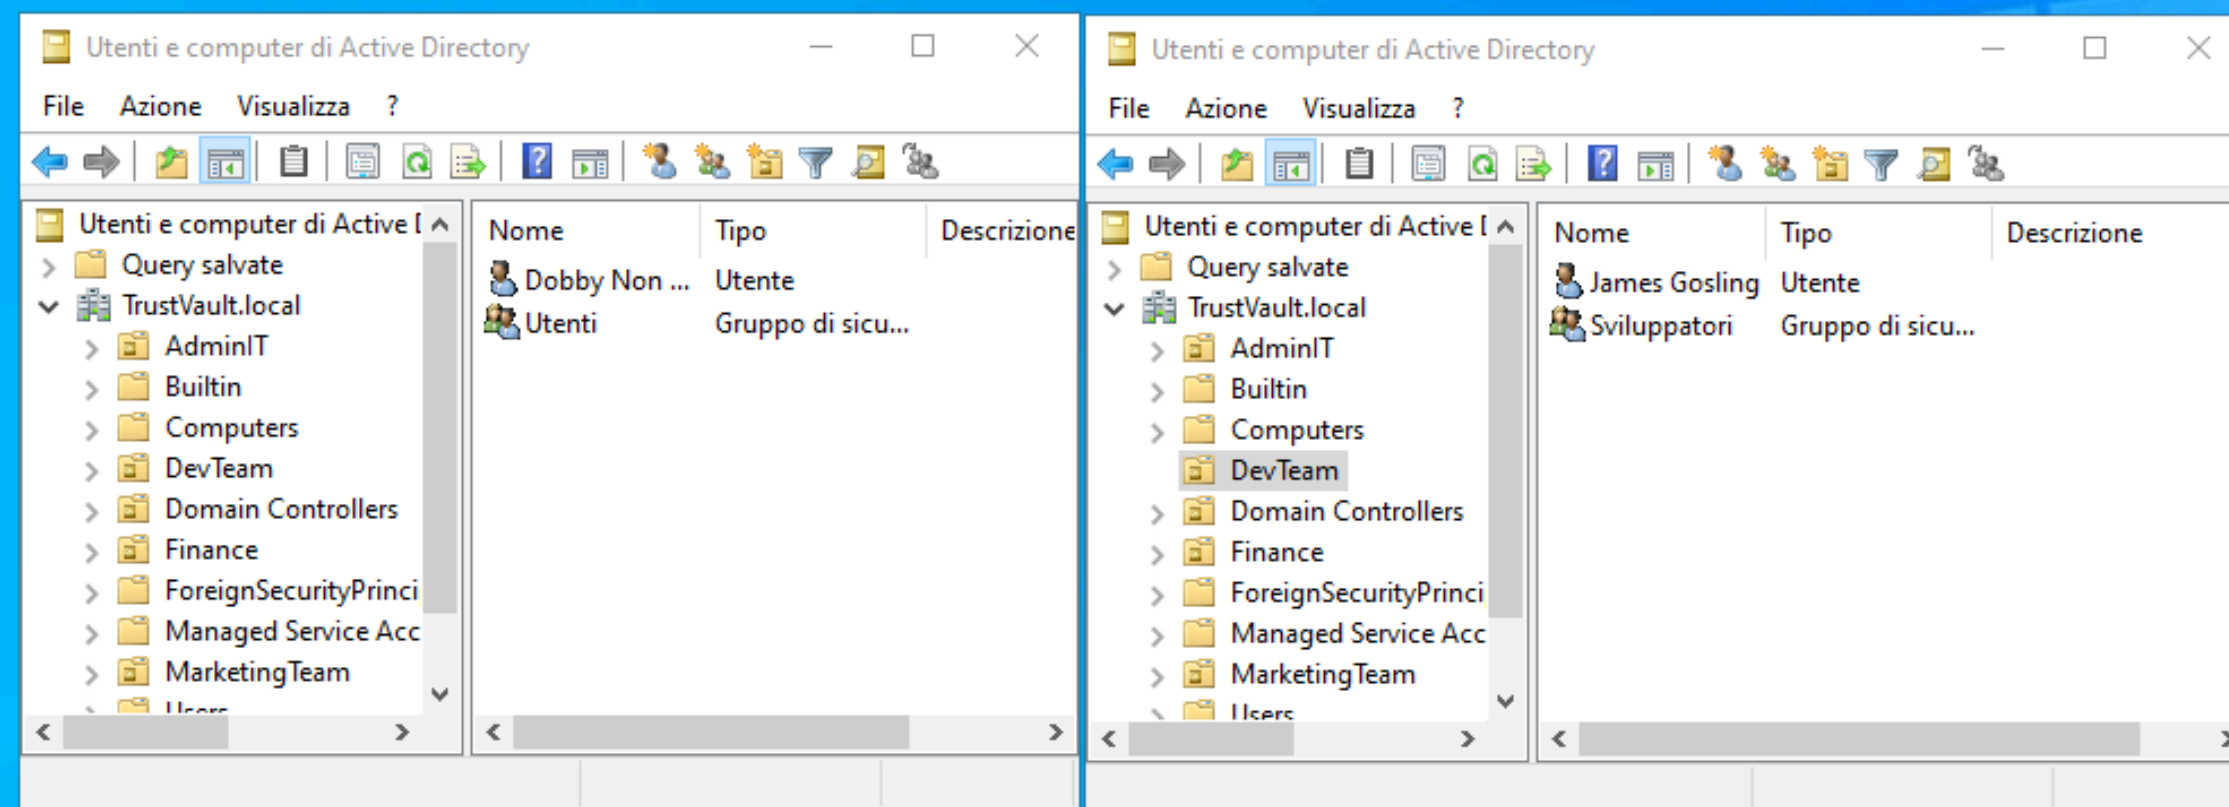 Utenti e computer di Active Directory
File Azione Visualizza ?
Utenti e computer di Active
Query salvate
TrustVault.local
AdminIT
Builtin
Computers
DevTeam
Domain Controllers
Finance
ForeignSecurityPrinci
Managed Service Acc
MarketingTeam
Users
Nome Tipo Descrizione
Dobby Non ... Utente
Utenti Gruppo di sicu...
Utenti e computer di Active Directory
File Azione Visualizza ?
Utenti e computer di Active
Query salvate
TrustVault.local
AdminIT
Builtin
Computers
DevTeam
Domain Controllers
Finance
ForeignSecurityPrinci
Managed Service Acc
MarketingTeam
Users
Nome Tipo Descrizione
James Gosling Utente
Sviluppatori Gruppo di sicu...